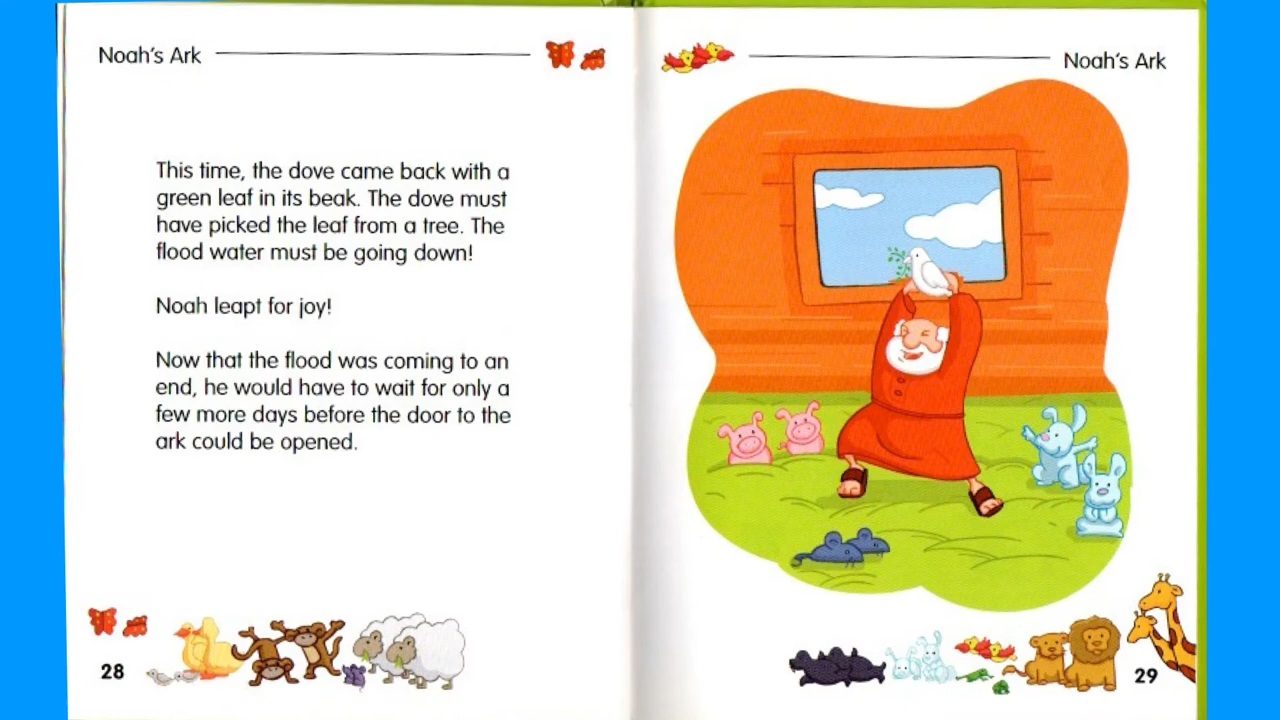 Noah's Ark
This time, the dove came back with a
green leaf in its beak. The dove must
have picked the leaf from a tree. The
flood water must be going down!
Noah leapt for joy!
Now that the flood was coming to an
end, he would have to wait for only a
few more days before the door to the
ark could be opened.
28
Noah's Ark
29